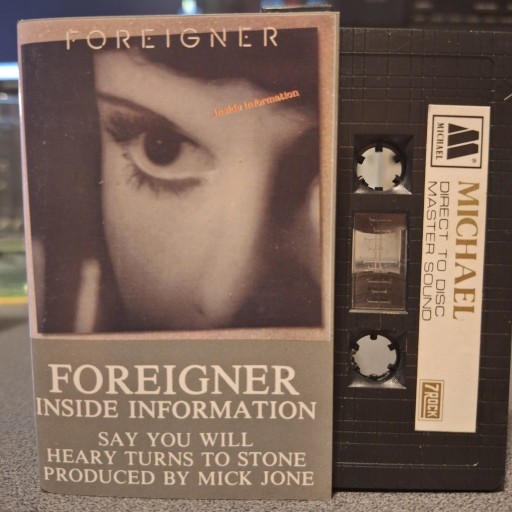 FOREIGNER
Inside Information
FOREIGNER
INSIDE INFORMATION
SAY YOU WILL
HEARY TURNS TO STONE
PRODUCED BY MICK JONE
MICHAEL
MICHAEL
DIRECT TO DISC
MASTER SOUND